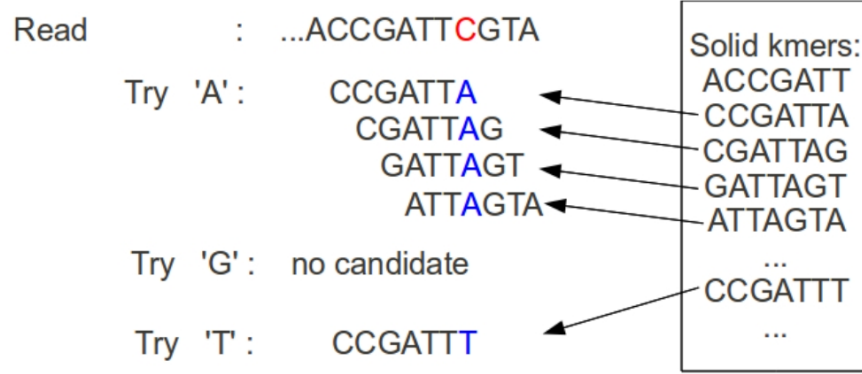 Read : ...ACCGATTCGTA
Try 'A' : CCGATTA
CGATTAG
GATTAGT
ATTAGTA
Try 'G' : no candidate
Try 'T' : CCGATTT
Solid kmers:
ACCGATT
CCGATTA
CGATTAG
GATTAGT
ATTAGTA
...
CCGATTT
...